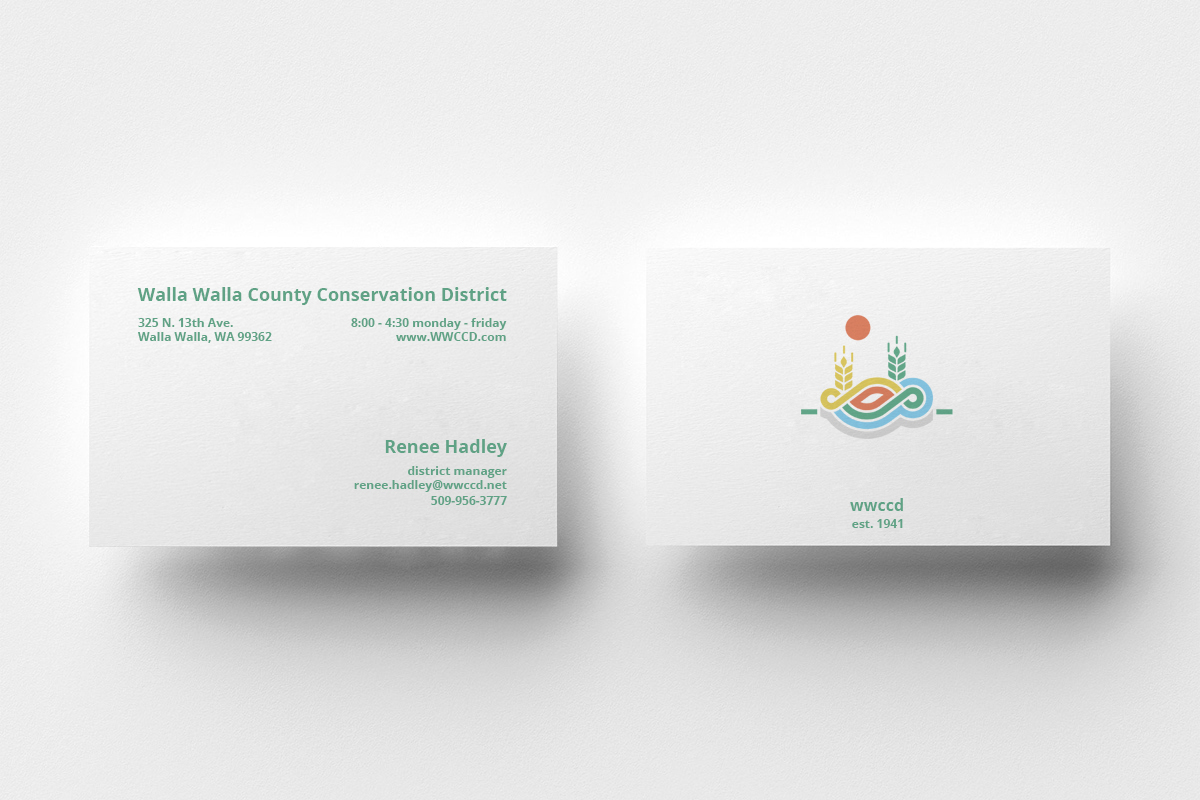 Walla Walla County Conservation District
325 N. 13th Ave.
Walla Walla, WA 99362
8:00 - 4:30 monday - friday
www.WWCCD.com
Renee Hadley
district manager
renee.hadley@wwccd.net
509-956-3777
wwccd
est. 1941